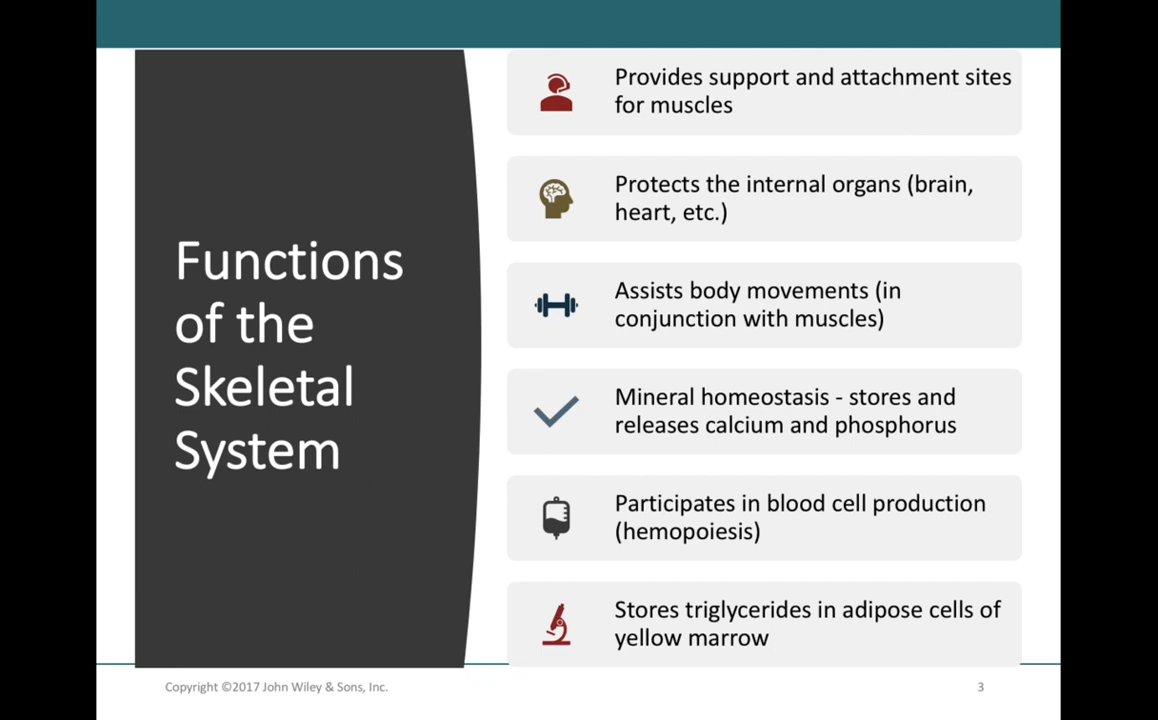 Functions
of the
Skeletal
System
Provides support and attachment sites
for muscles
Protects the internal organs (brain,
heart, etc.)
Assists body movements (in
conjunction with muscles)
Mineral homeostasis - stores and
releases calcium and phosphorus
Participates in blood cell production
(hemopoiesis)
Stores triglycerides in adipose cells of
yellow marrow
Copyright ©2017 John Wiley & Sons, Inc.
3